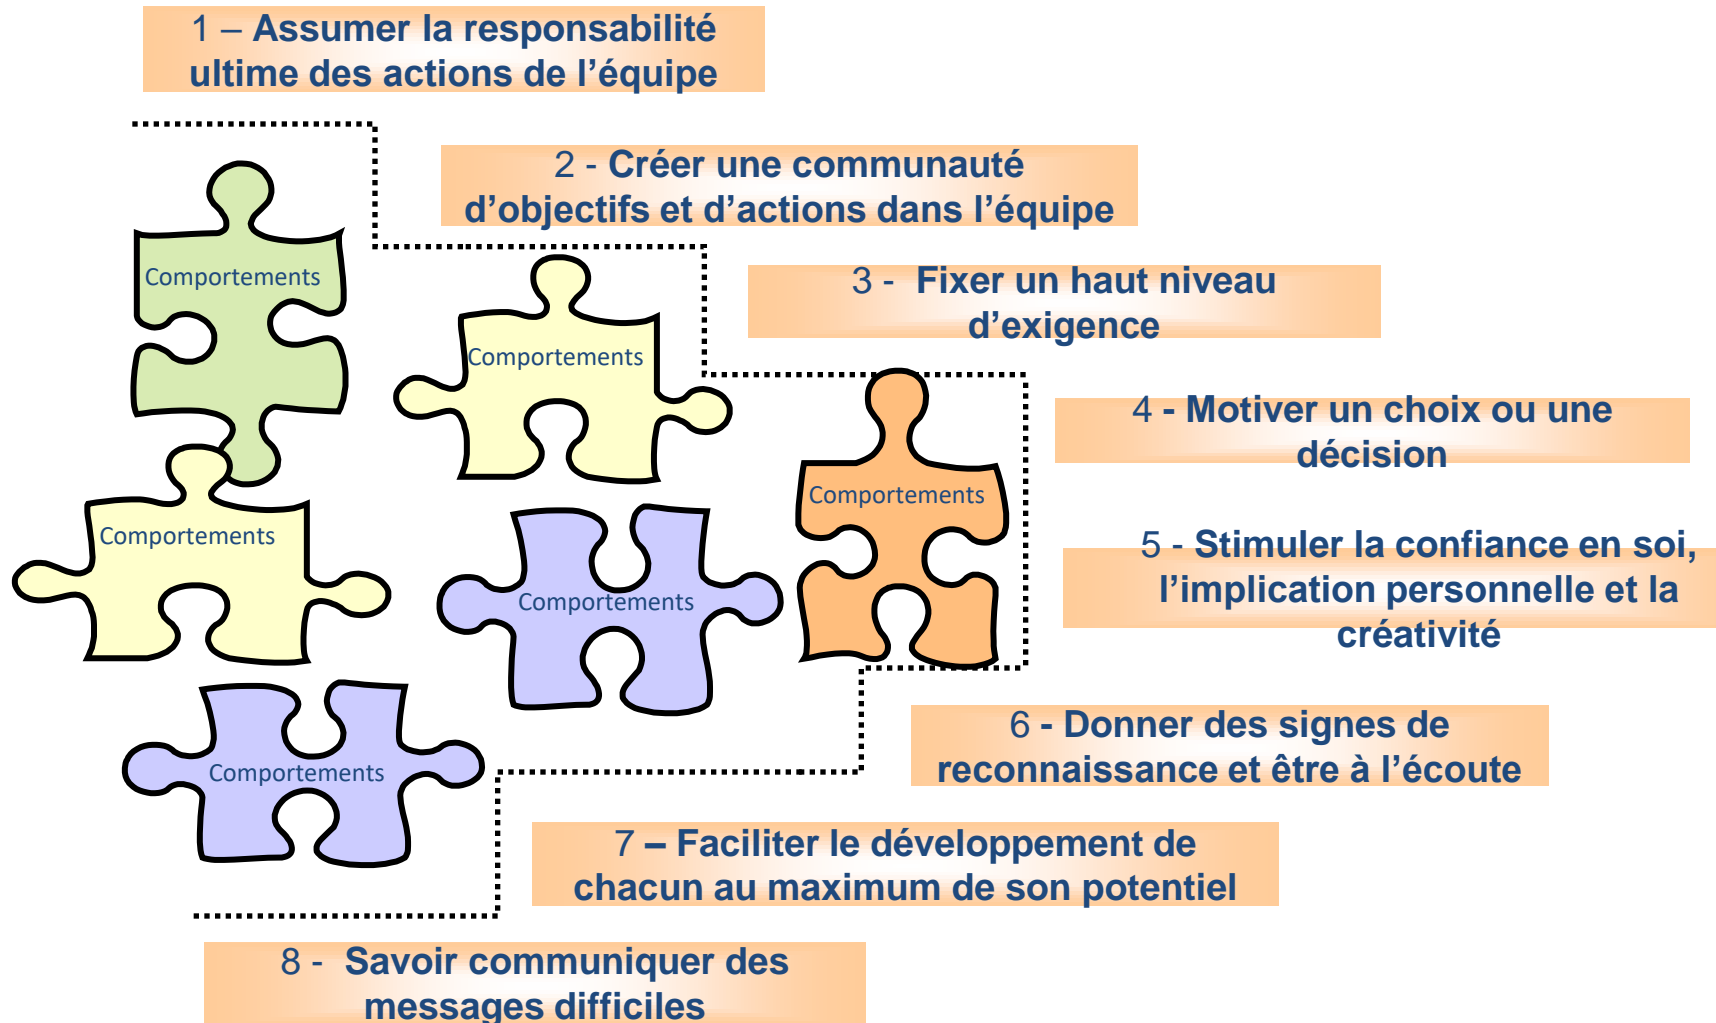 1 – Assumer la responsabilité
ultime des actions de l’équipe
2 - Créer une communauté
d’objectifs et d’actions dans l’équipe
Comportements
3 -  Fixer un haut niveau
d’exigence
Comportements
4 - Motiver un choix ou une
décision
Comportements
Comportements
5 - Stimuler la confiance en soi,
l’implication personnelle et la
créativité
Comportements
6 - Donner des signes de
reconnaissance et être à l’écoute
Comportements
7 – Faciliter le développement de
chacun au maximum de son potentiel
8 -  Savoir communiquer des
messages difficiles